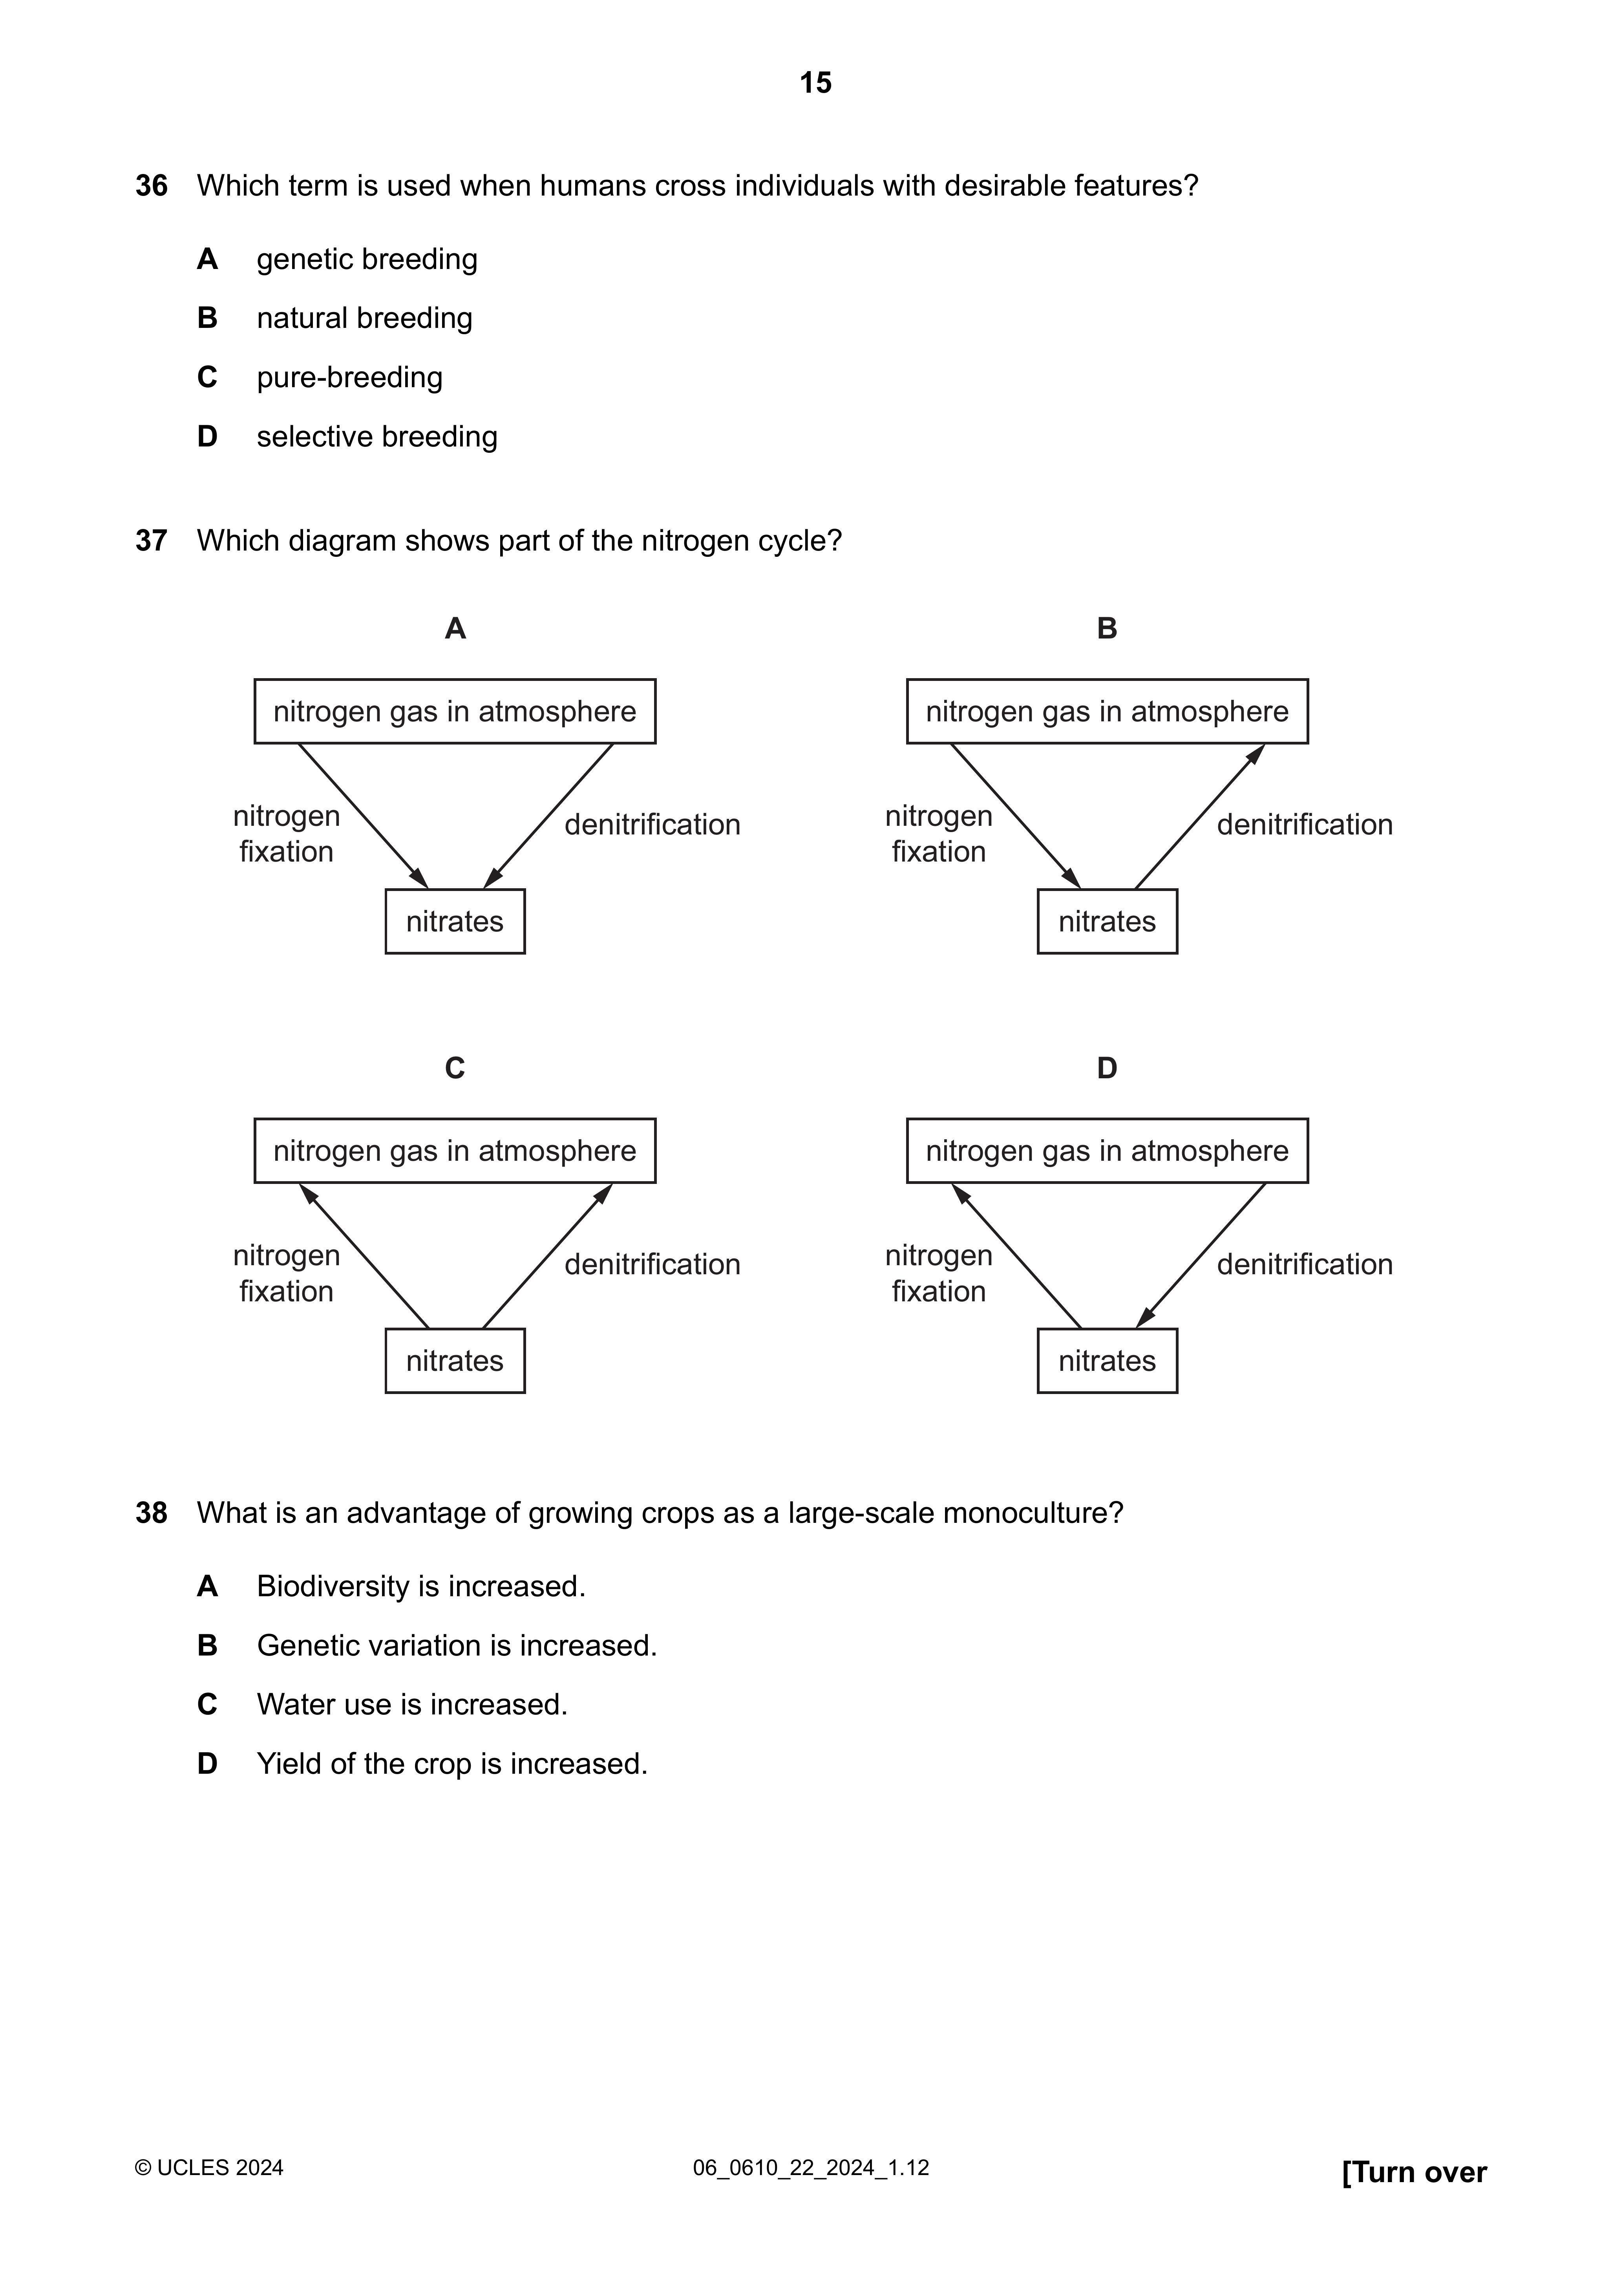 15
36 Which term is used when humans cross individuals with desirable features?
A genetic breeding
B natural breeding
C pure-breeding
D selective breeding
37 Which diagram shows part of the nitrogen cycle?
A
nitrogen gas in atmosphere
nitrogen
fixation
denitrification
nitrates
B
nitrogen gas in atmosphere
nitrogen
fixation
denitrification
nitrates
C
nitrogen gas in atmosphere
nitrogen
fixation
denitrification
nitrates
D
nitrogen gas in atmosphere
nitrogen
fixation
denitrification
nitrates
38 What is an advantage of growing crops as a large-scale monoculture?
A Biodiversity is increased.
B Genetic variation is increased.
C Water use is increased.
D Yield of the crop is increased.
© UCLES 2024 06_0610_22_2024_1.12 [Turn over